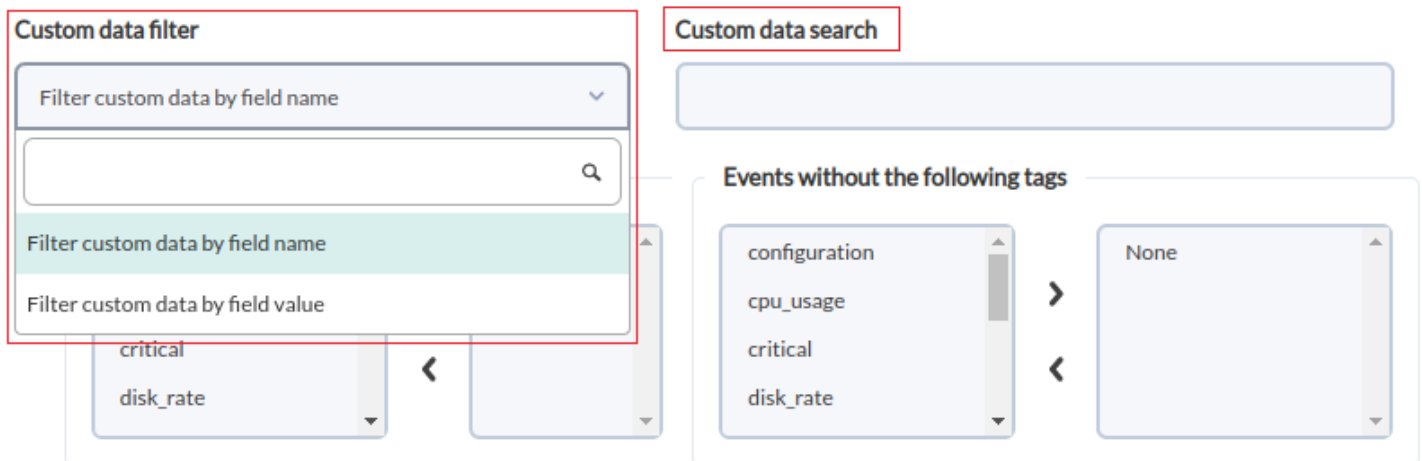 Custom data filter
Custom data search
Filter custom data by field name
Filter custom data by field name
Filter custom data by field value
critical
disk_rate
Events without the following tags
configuration
cpu_usage
critical
disk_rate
None